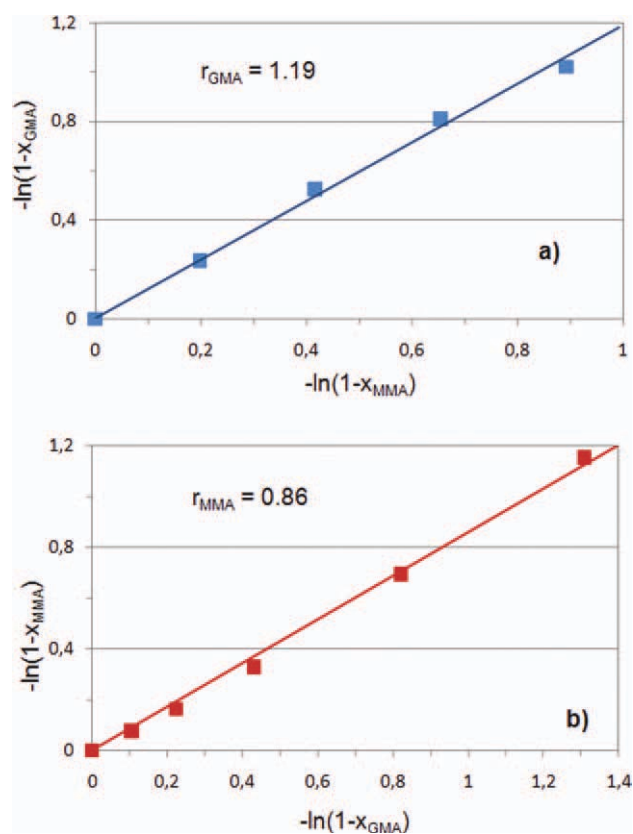 1,2
r_GMA = 1.19
0,8
-ln(1-x_GMA)
0,4
a)
0
0 0,2 0,4 0,6 0,8 1
-ln(1-x_MMA)
1,2
r_MMA = 0.86
0,8
-ln(1-x_MMA)
0,4
b)
0
0 0,2 0,4 0,6 0,8 1 1,2 1,4
-ln(1-x_GMA)